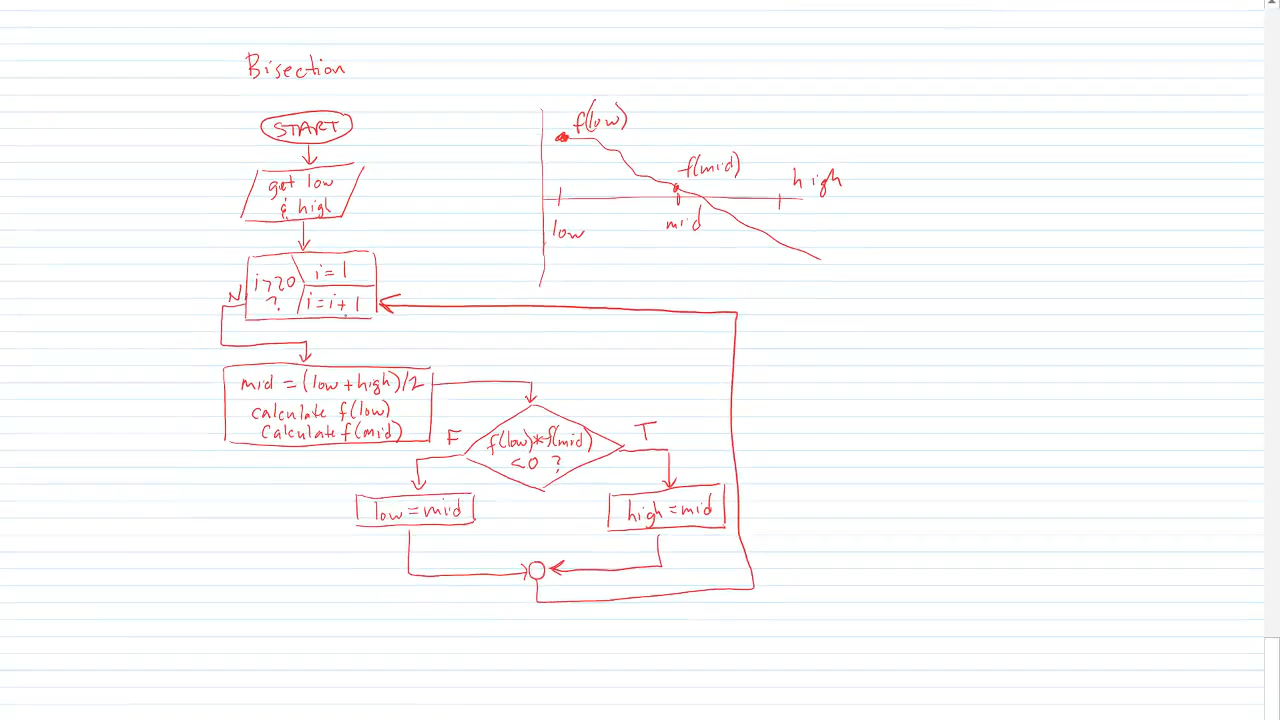 Bisection
START
get low
& high
i>20
?
i=1
i=i+1
N
mid = (low+high)/2
calculate f(low)
calculate f(mid)
f(low)*f(mid)
<0 ?
F
T
low=mid
high=mid
f(low)
f(mid)
high
low
mid